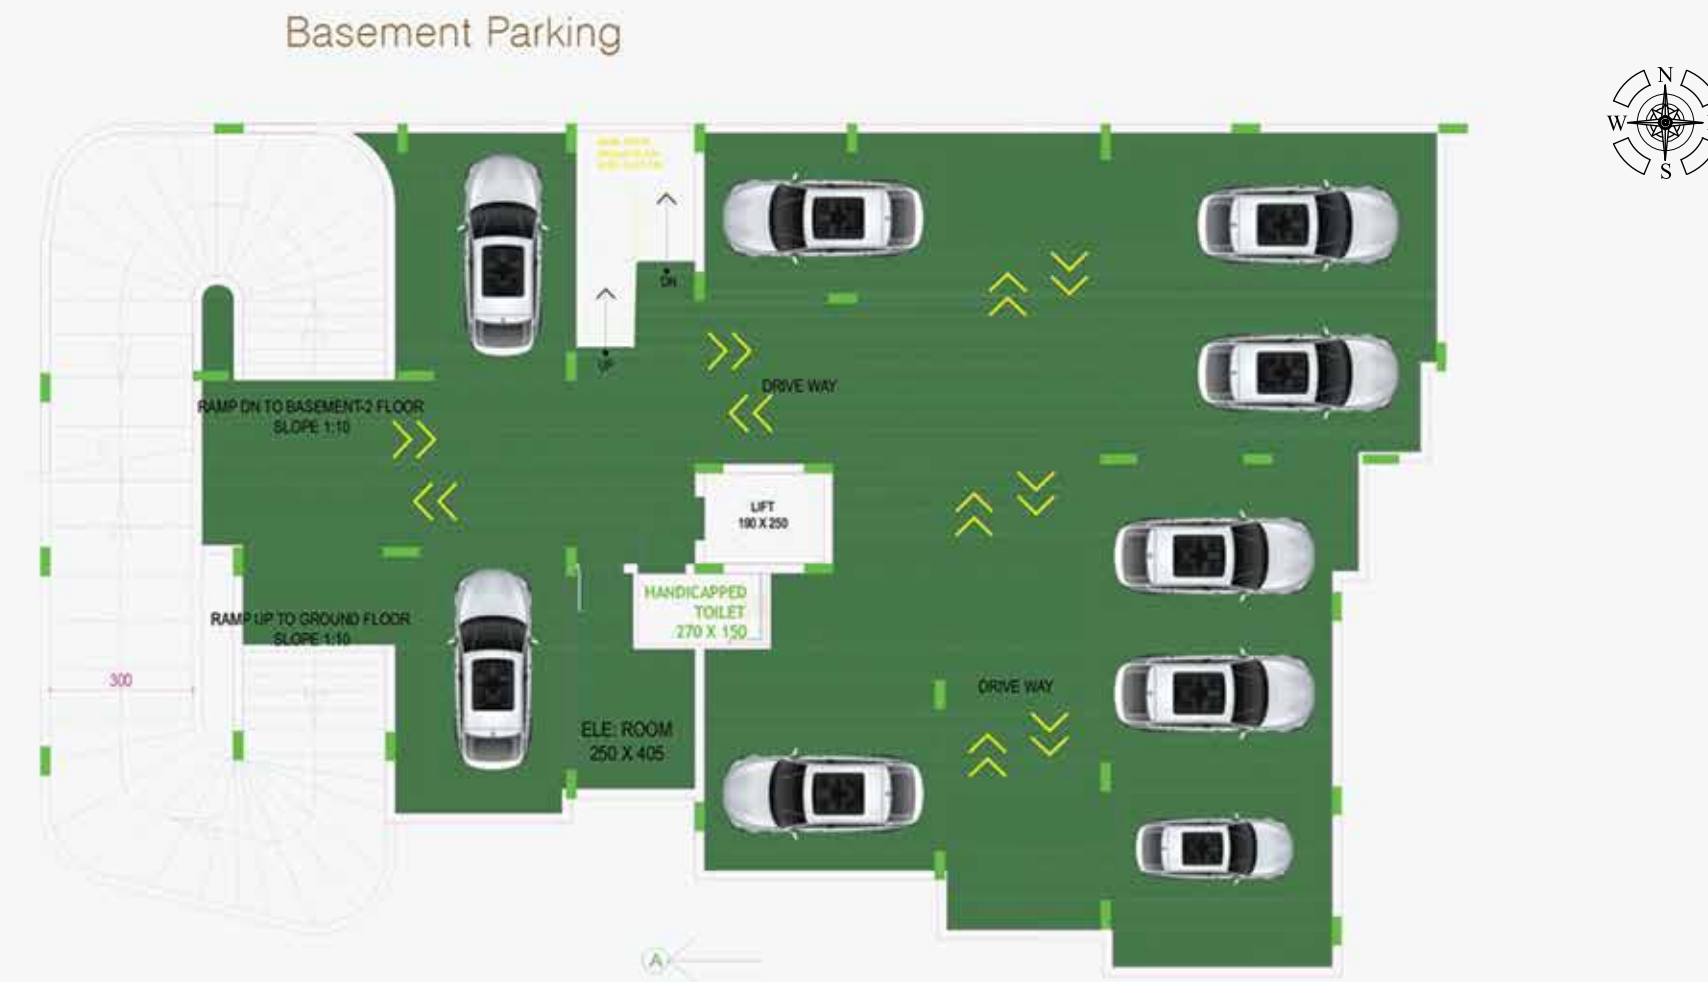 Basement Parking
N
W
S
DN
UP
DRIVE WAY
RAMP DN TO BASEMENT-2 FLOOR
SLOPE 1:10
LIFT
190 X 250
HANDICAPPED
TOILET
270 X 150
RAMP UP TO GROUND FLOOR
SLOPE 1:10
300
DRIVE WAY
ELE: ROOM
250 X 405
A